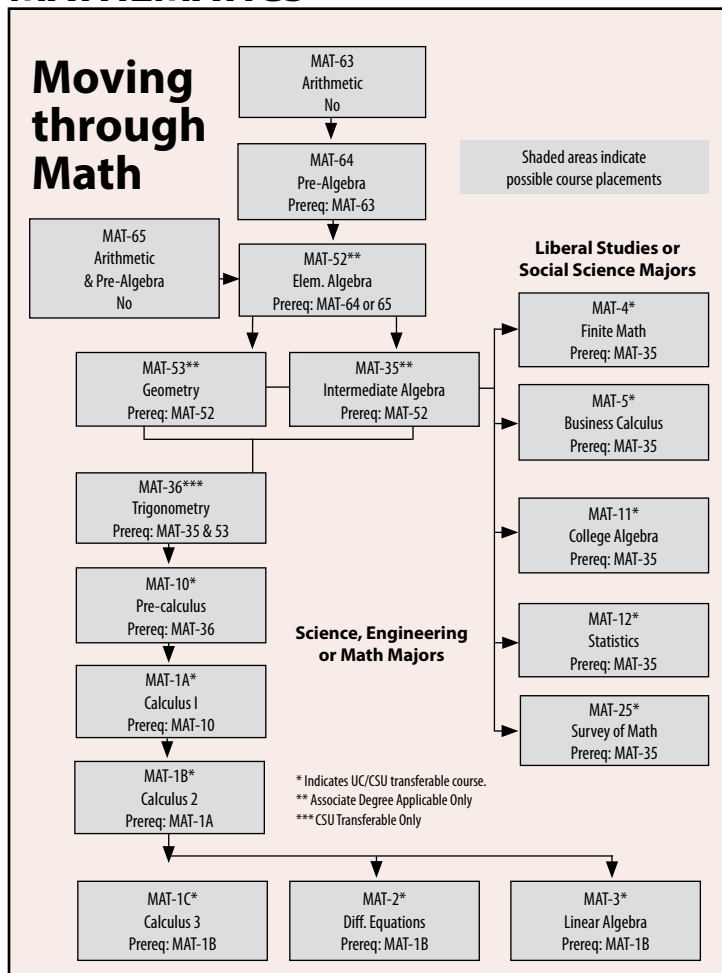 Moving
through
Math
MAT-63
Arithmetic
No
MAT-64
Pre-Algebra
Prereq: MAT-63
Shaded areas indicate
possible course placements
MAT-65
Arithmetic
& Pre-Algebra
No
MAT-52**
Elem. Algebra
Prereq: MAT-64 or 65
Liberal Studies or
Social Science Majors
MAT-53**
Geometry
Prereq: MAT-52
MAT-35**
Intermediate Algebra
Prereq: MAT-52
MAT-4*
Finite Math
Prereq: MAT-35
MAT-5*
Business Calculus
Prereq: MAT-35
MAT-36***
Trigonometry
Prereq: MAT-35 & 53
MAT-11*
College Algebra
Prereq: MAT-35
MAT-10*
Pre-calculus
Prereq: MAT-36
Science, Engineering
or Math Majors
MAT-12*
Statistics
Prereq: MAT-35
MAT-1A*
Calculus I
Prereq: MAT-10
MAT-25*
Survey of Math
Prereq: MAT-35
MAT-1B*
Calculus 2
Prereq: MAT-1A
* Indicates UC/CSU transferable course.
** Associate Degree Applicable Only
*** CSU Transferable Only
MAT-1C*
Calculus 3
Prereq: MAT-1B
MAT-2*
Diff. Equations
Prereq: MAT-1B
MAT-3*
Linear Algebra
Prereq: MAT-1B